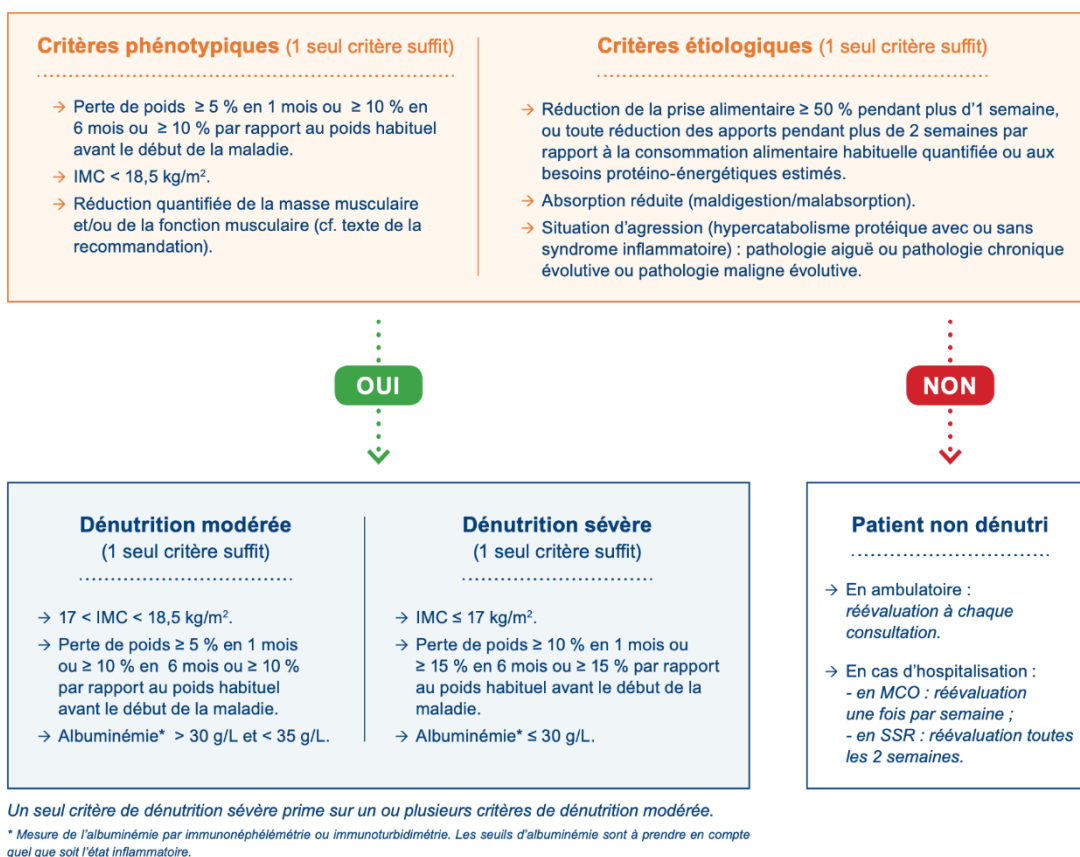 Critères phénotypiques (1 seul critère suffit)
→ Perte de poids ≥ 5 % en 1 mois ou ≥ 10 % en
6 mois ou ≥ 10 % par rapport au poids habituel
avant le début de la maladie.
→ IMC < 18,5 kg/m².
→ Réduction quantifiée de la masse musculaire
et/ou de la fonction musculaire (cf. texte de la
recommandation).
Critères étiologiques (1 seul critère suffit)
→ Réduction de la prise alimentaire ≥ 50 % pendant plus d’1 semaine,
ou toute réduction des apports pendant plus de 2 semaines par
rapport à la consommation alimentaire habituelle quantifiée ou aux
besoins protéino-énergétiques estimés.
→ Absorption réduite (maldigestion/malabsorption).
→ Situation d’agression (hypercatabolisme protéique avec ou sans
syndrome inflammatoire) : pathologie aiguë ou pathologie chronique
évolutive ou pathologie maligne évolutive.
OUI
NON
Dénutrition modérée
(1 seul critère suffit)
→ 17 < IMC < 18,5 kg/m².
→ Perte de poids ≥ 5 % en 1 mois
ou ≥ 10 % en 6 mois ou ≥ 10 %
par rapport au poids habituel
avant le début de la maladie.
→ Albuminémie* > 30 g/L et < 35 g/L.
Dénutrition sévère
(1 seul critère suffit)
→ IMC ≤ 17 kg/m².
→ Perte de poids ≥ 10 % en 1 mois ou
≥ 15 % en 6 mois ou ≥ 15 % par rapport
au poids habituel avant le début de la
maladie.
→ Albuminémie* ≤ 30 g/L.
Patient non dénutri
→ En ambulatoire :
réévaluation à chaque
consultation.
→ En cas d’hospitalisation :
- en MCO : réévaluation
une fois par semaine ;
- en SSR : réévaluation toutes
les 2 semaines.
Un seul critère de dénutrition sévère prime sur un ou plusieurs critères de dénutrition modérée.
* Mesure de l’albuminémie par immunonéphélémétrie ou immunoturbidimétrie. Les seuils d’albuminémie sont à prendre en compte
quel que soit l’état inflammatoire.